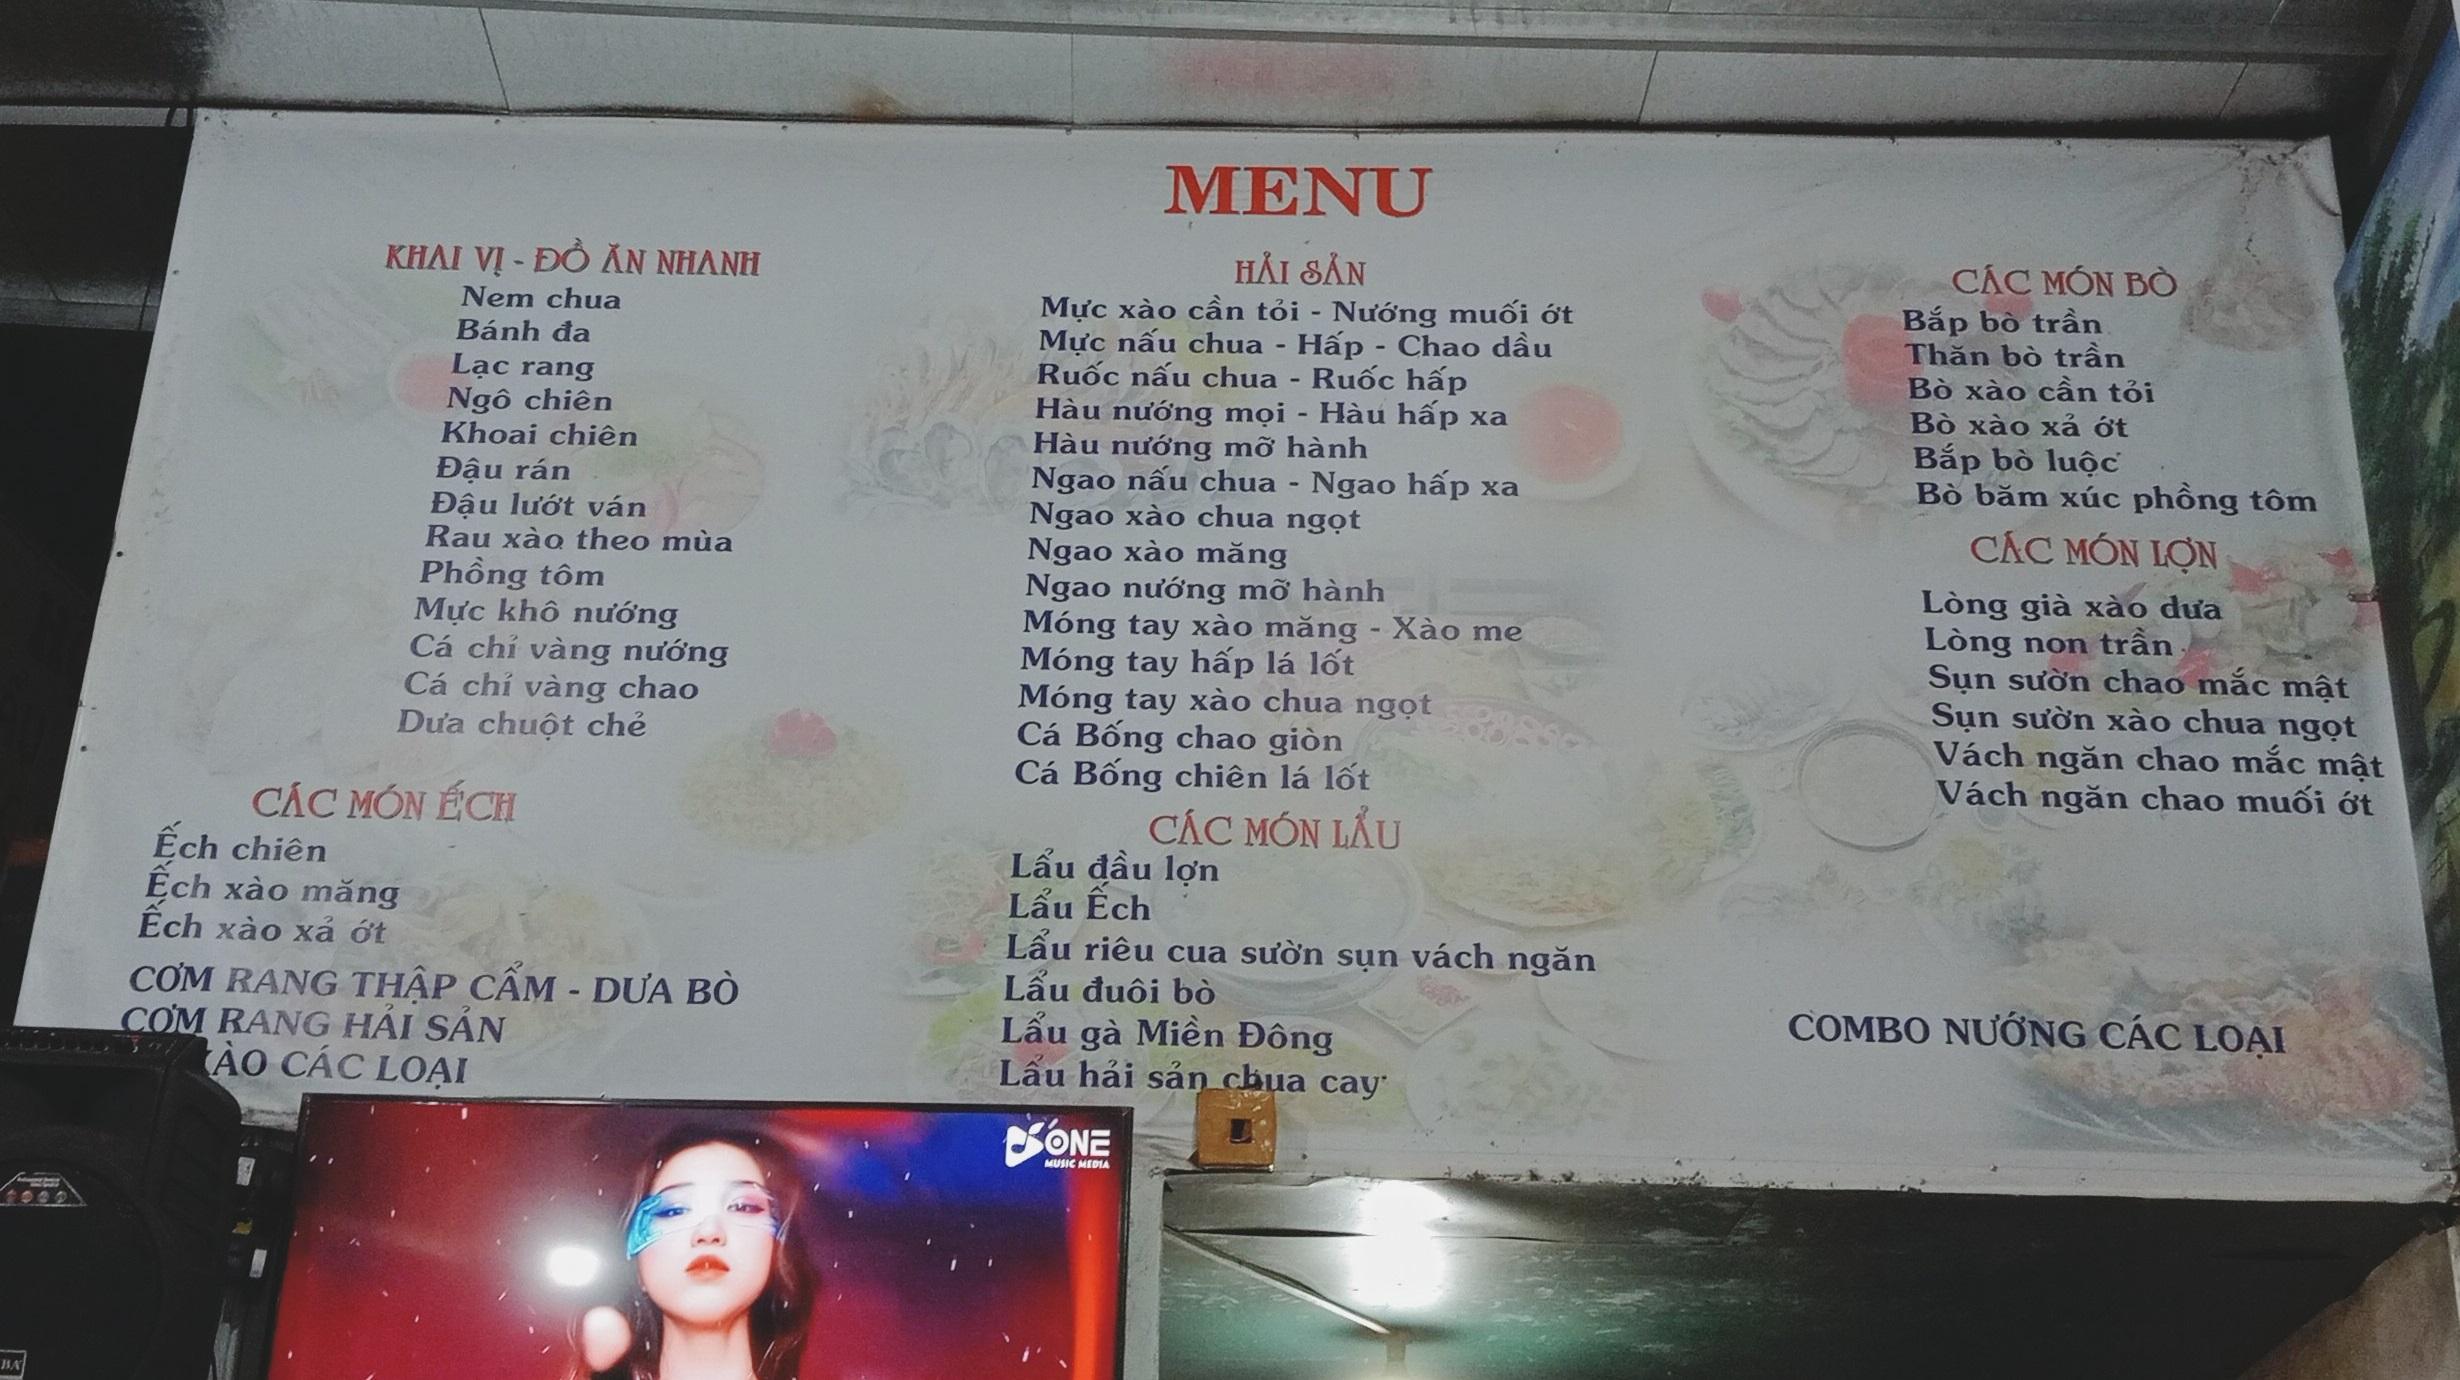 MENU
KHAI VỊ - ĐỒ ĂN NHANH
Nem chua
Bánh đa
Lạc rang
Ngô chiên
Khoai chiên
Đậu rán
Đậu lướt ván
Rau xào theo mùa
Phồng tôm
Mực khô nướng
Cá chỉ vàng nướng
Cá chỉ vàng chao
Dưa chuột chẻ
CÁC MÓN ẾCH
Ếch chiên
Ếch xào măng
Ếch xào xả ớt
CƠM RANG THẬP CẨM - DƯA BÒ
CƠM RANG HẢI SẢN
XÀO CÁC LOẠI
HẢI SẢN
Mực xào cần tỏi - Nướng muối ớt
Mực nấu chua - Hấp - Chao dầu
Ruốc nấu chua - Ruốc hấp
Hàu nướng mọi - Hàu hấp xa
Hàu nướng mỡ hành
Ngao nấu chua - Ngao hấp xa
Ngao xào chua ngọt
Ngao xào măng
Ngao nướng mỡ hành
Móng tay xào măng - Xào me
Móng tay hấp lá lốt
Móng tay xào chua ngọt
Cá Bống chao giòn
Cá Bống chiên lá lốt
CÁC MÓN LẨU
Lẩu đầu lợn
Lẩu Ếch
Lẩu riêu cua sườn sụn vách ngăn
Lẩu đuôi bò
Lẩu gà Miền Đông
Lẩu hải sản chua cay
CÁC MÓN BÒ
Bắp bò trần
Thăn bò trần
Bò xào cần tỏi
Bò xào xả ớt
Bắp bò luộc
Bò băm xúc phồng tôm
CÁC MÓN LỢN
Lòng già xào dưa
Lòng non trần
Sụn sườn chao mắc mật
Sụn sườn xào chua ngọt
Vách ngăn chao mắc mật
Vách ngăn chao muối ớt
COMBO NƯỚNG CÁC LOẠI
ONE
MUSIC MEDIA